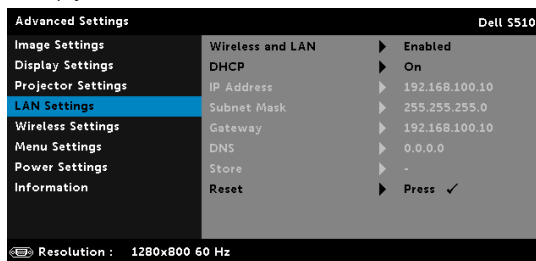 Advanced Settings Dell S510
Image Settings
Display Settings
Projector Settings
LAN Settings
Wireless Settings
Menu Settings
Power Settings
Information
Wireless and LAN Enabled
DHCP On
IP Address 192.168.100.10
Subnet Mask 255.255.255.0
Gateway 192.168.100.10
DNS 0.0.0.0
Store -
Reset Press ✓
Resolution : 1280x800 60 Hz